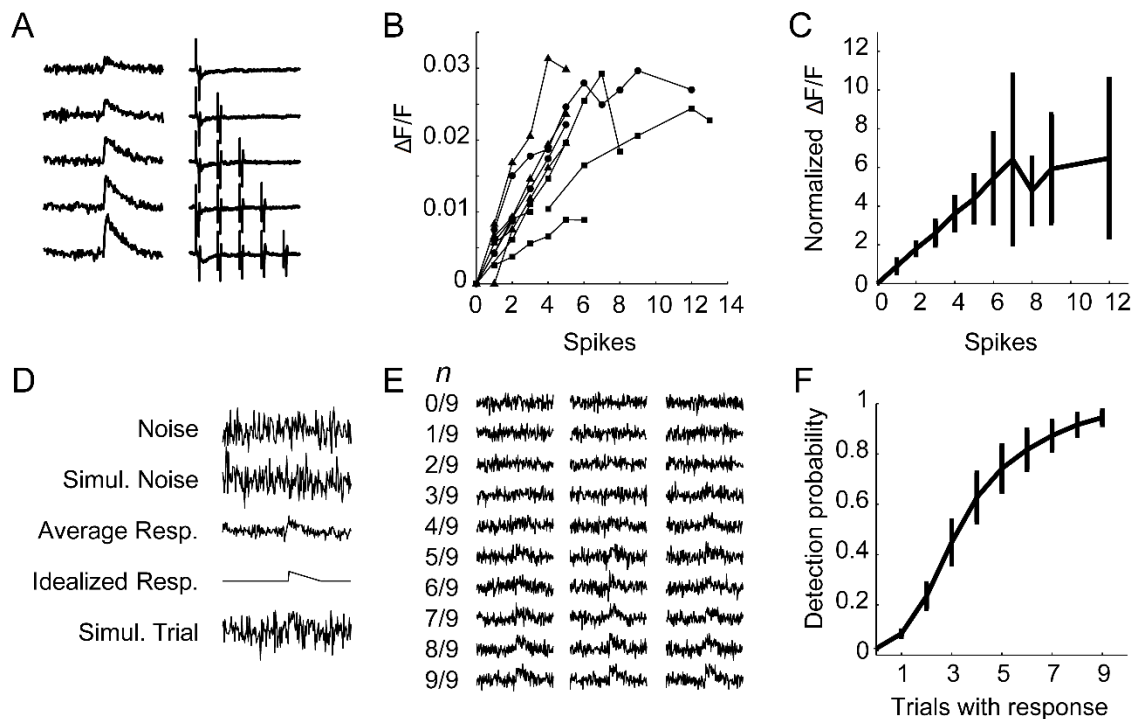 A
B
ΔF/F
0.03
0.02
0.01
0
0 2 4 6 8 10 12 14
Spikes
C
Normalized ΔF/F
12
10
8
6
4
2
0
0 2 4 6 8 10 12
Spikes
D
Noise
Simul. Noise
Average Resp.
Idealized Resp.
Simul. Trial
E
n
0/9
1/9
2/9
3/9
4/9
5/9
6/9
7/9
8/9
9/9
F
Detection probability
1
0.8
0.6
0.4
0.2
0
1 3 5 7 9
Trials with response